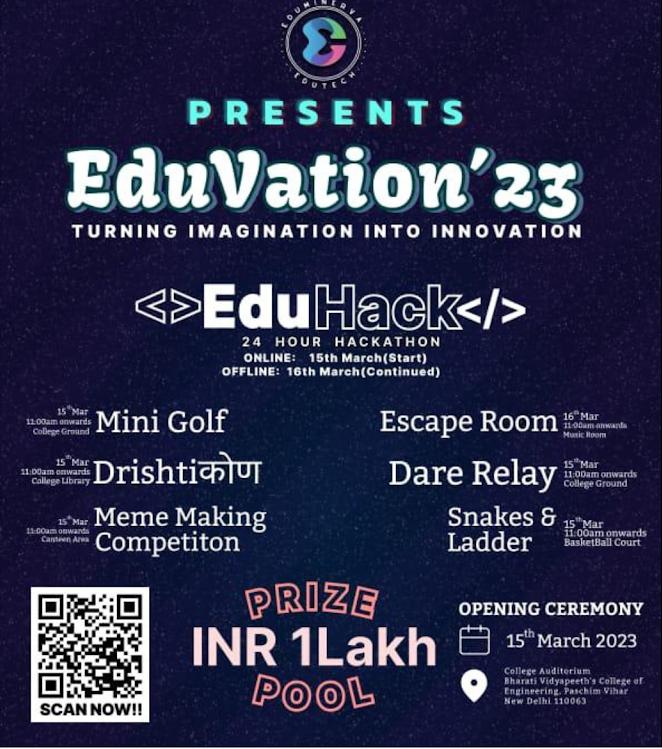 EDUMINERVA
EDUTECH
PRESENTS
EduVation'23
TURNING IMAGINATION INTO INNOVATION
<>EduHack</>
24 HOUR HACKATHON
ONLINE: 15th March(Start)
OFFLINE: 16th March(Continued)
15th Mar
11:00am onwards
College Ground
Mini Golf
Escape Room
16th Mar
11:00am onwards
Music Room
15th Mar
11:00am onwards
College Library
Drishtiकोण
Dare Relay
15th Mar
11:00am onwards
College Ground
15th Mar
11:00am onwards
Canteen Area
Meme Making
Competiton
Snakes &
Ladder
15th Mar
11:00am onwards
BasketBall Court
SCAN NOW!!
PRIZE
INR 1Lakh
POOL
OPENING CEREMONY
15th March 2023
College Auditorium
Bharati Vidyapeeth's College of
Engineering, Paschim Vihar
New Delhi 110063